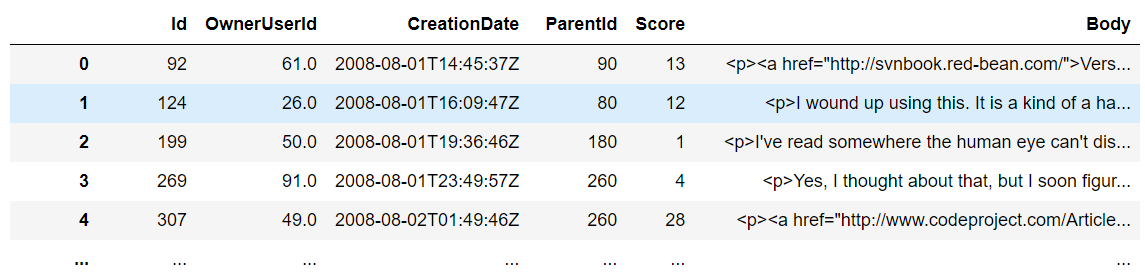 Id OwnerUserId CreationDate ParentId Score Body
0 92 61.0 2008-08-01T14:45:37Z 90 13 <p><a href="http://svnbook.red-bean.com/">Vers...
1 124 26.0 2008-08-01T16:09:47Z 80 12 <p>I wound up using this. It is a kind of a ha...
2 199 50.0 2008-08-01T19:36:46Z 180 1 <p>I've read somewhere the human eye can't dis...
3 269 91.0 2008-08-01T23:49:57Z 260 4 <p>Yes, I thought about that, but I soon figur...
4 307 49.0 2008-08-02T01:49:46Z 260 28 <p><a href="http://www.codeproject.com/Article...
... ... ... ... ... ... ...